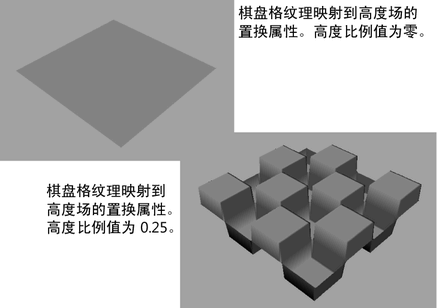 棋盘格纹理映射到高度场的
置换属性。高度比例值为零。
棋盘格纹理映射到
高度场的置换属性。
高度比例值为 0.25。